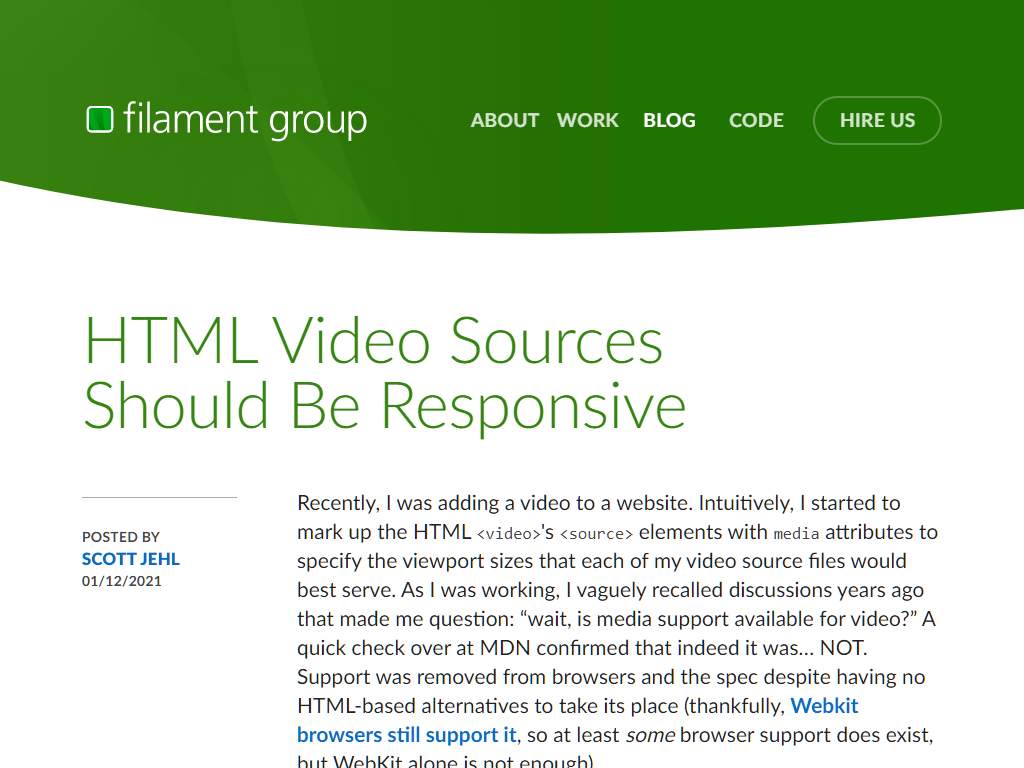 filament group
ABOUT WORK BLOG CODE HIRE US
HTML Video Sources
Should Be Responsive
POSTED BY
SCOTT JEHL
01/12/2021
Recently, I was adding a video to a website. Intuitively, I started to
mark up the HTML <video>'s <source> elements with media attributes to
specify the viewport sizes that each of my video source files would
best serve. As I was working, I vaguely recalled discussions years ago
that made me question: “wait, is media support available for video?” A
quick check over at MDN confirmed that indeed it was... NOT.
Support was removed from browsers and the spec despite having no
HTML-based alternatives to take its place (thankfully, Webkit
browsers still support it, so at least some browser support does exist,
but WebKit alone is not enough).